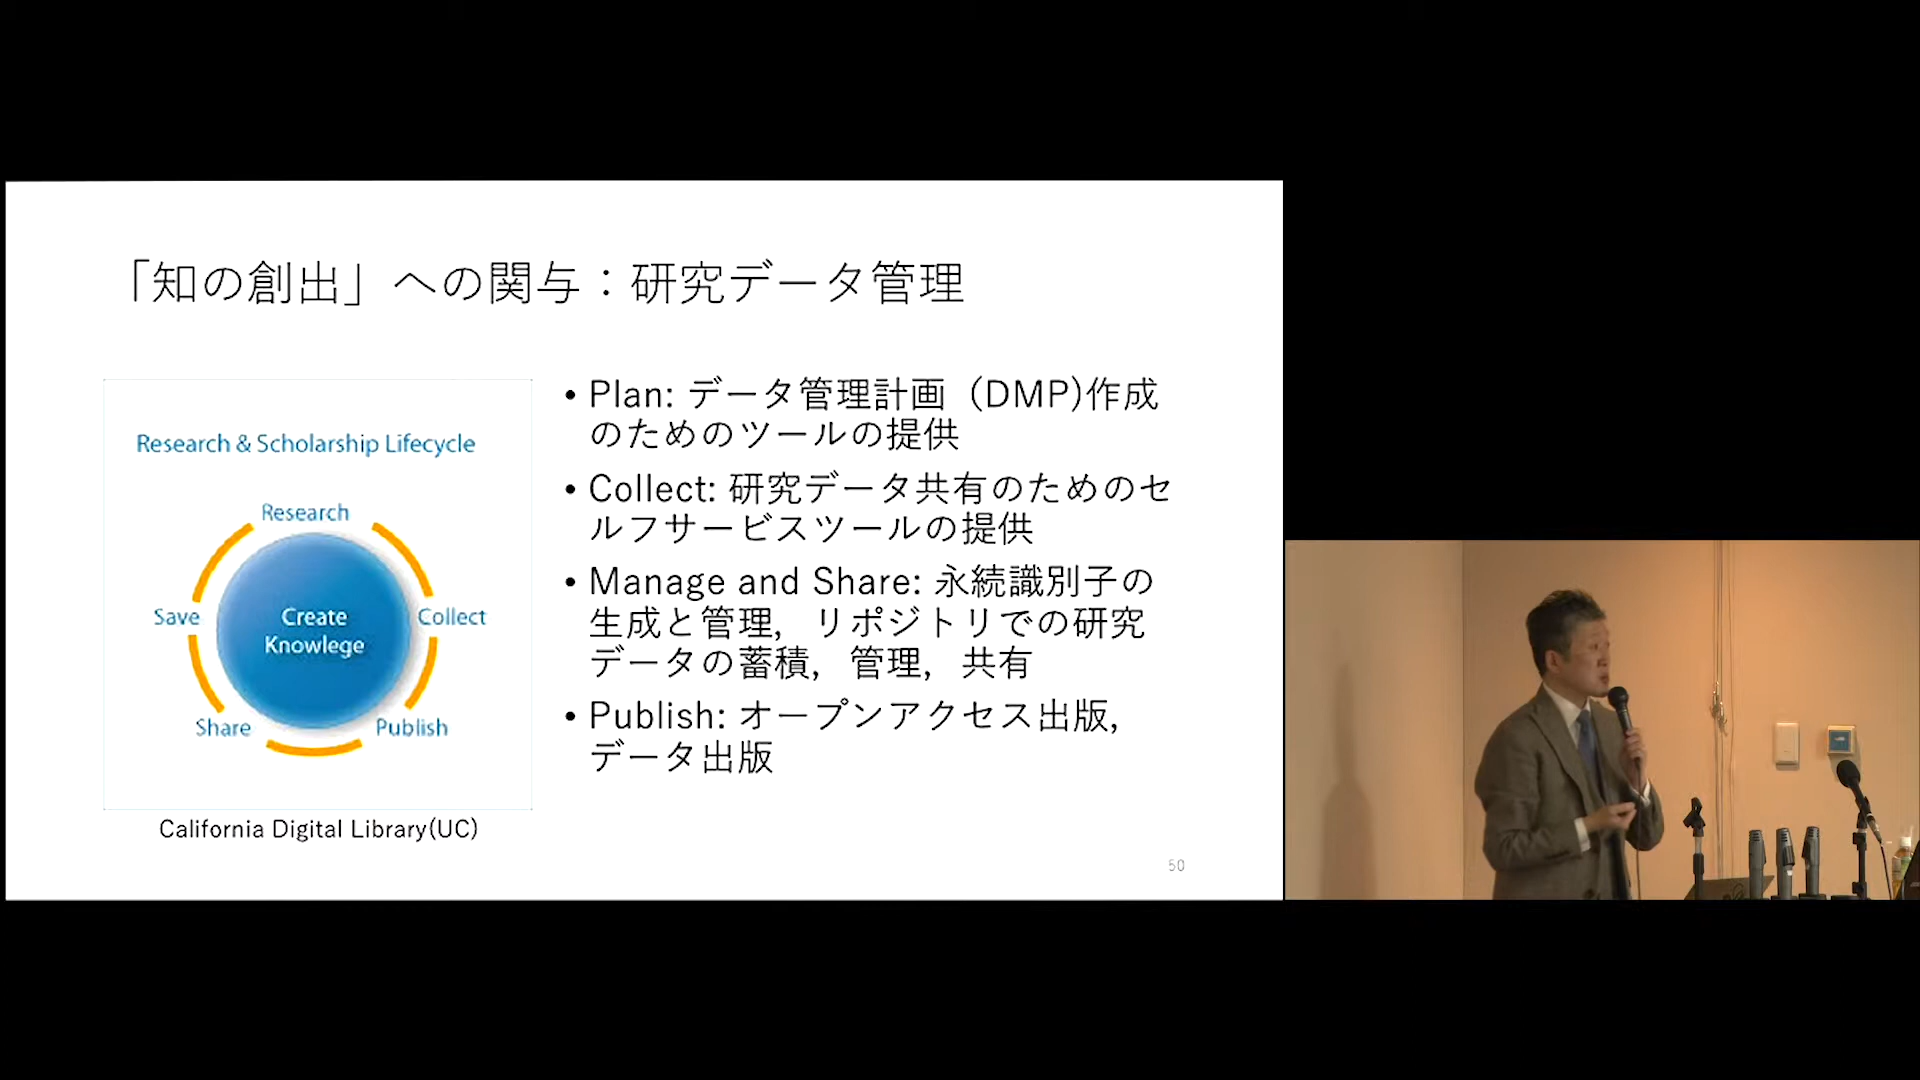 「知の創出」への関与：研究データ管理
Research & Scholarship Lifecycle
Research
Save
Create
Knowlege
Collect
Share
Publish
California Digital Library(UC)
• Plan: データ管理計画（DMP)作成
のためのツールの提供
• Collect: 研究データ共有のためのセ
ルフサービスツールの提供
• Manage and Share: 永続識別子の
生成と管理，リポジトリでの研究
データの蓄積，管理，共有
• Publish: オープンアクセス出版，
データ出版
50